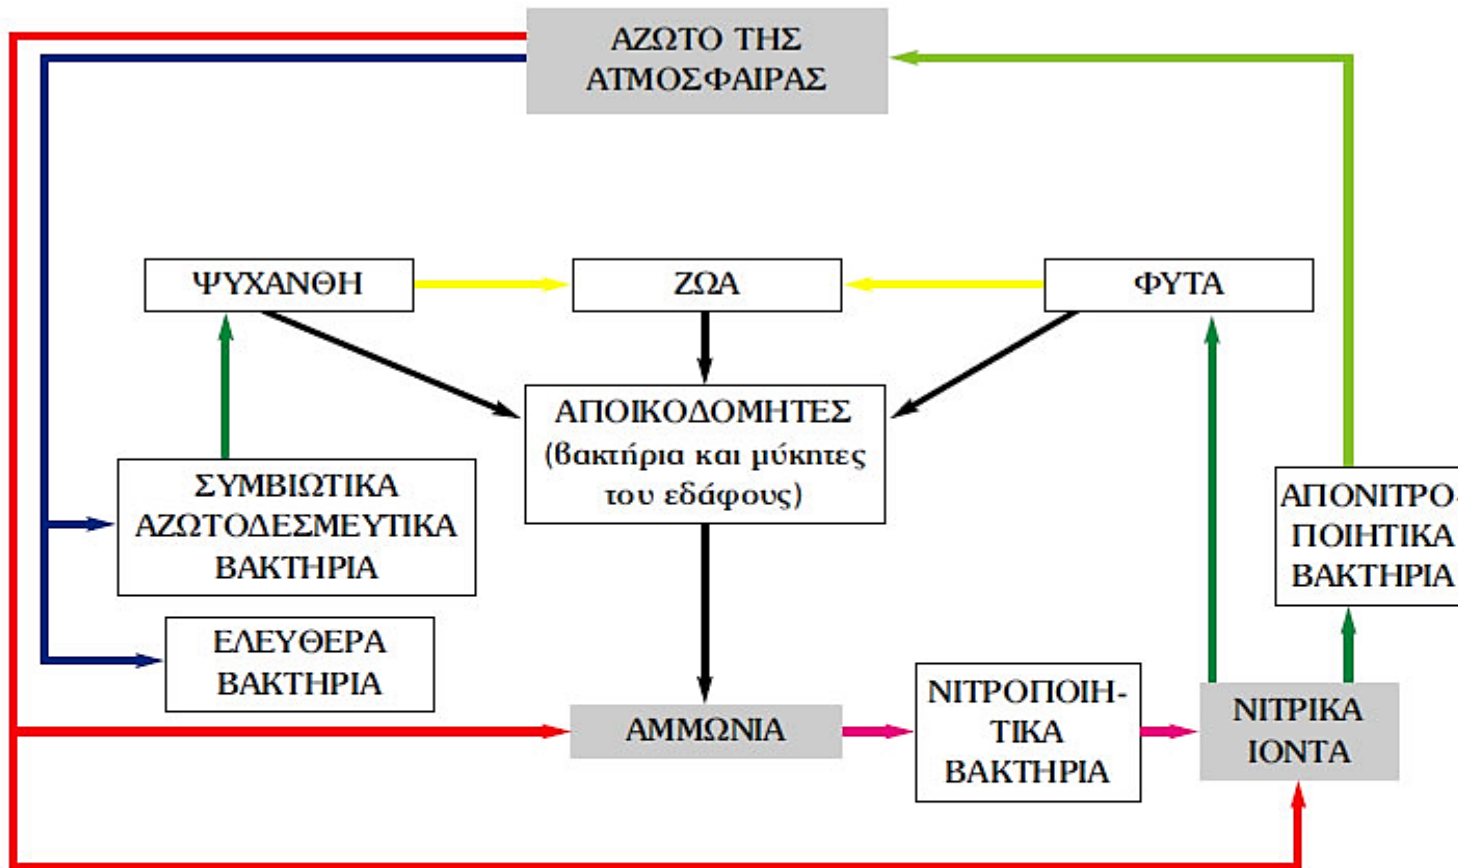 ΑΖΩΤΟ ΤΗΣ
ΑΤΜΟΣΦΑΙΡΑΣ
ΨΥΧΑΝΘΗ
ΖΩΑ
ΦΥΤΑ
ΑΠΟΙΚΟΔΟΜΗΤΕΣ
(βακτήρια και μύκητες
του εδάφους)
ΣΥΜΒΙΩΤΙΚΑ
ΑΖΩΤΟΔΕΣΜΕΥΤΙΚΑ
ΒΑΚΤΗΡΙΑ
ΑΠΟΝΙΤΡΟ-
ΠΟΙΗΤΙΚΑ
ΒΑΚΤΗΡΙΑ
ΕΛΕΥΘΕΡΑ
ΒΑΚΤΗΡΙΑ
ΑΜΜΩΝΙΑ
ΝΙΤΡΟΠΟΙΗ-
ΤΙΚΑ
ΒΑΚΤΗΡΙΑ
ΝΙΤΡΙΚΑ
ΙΟΝΤΑ